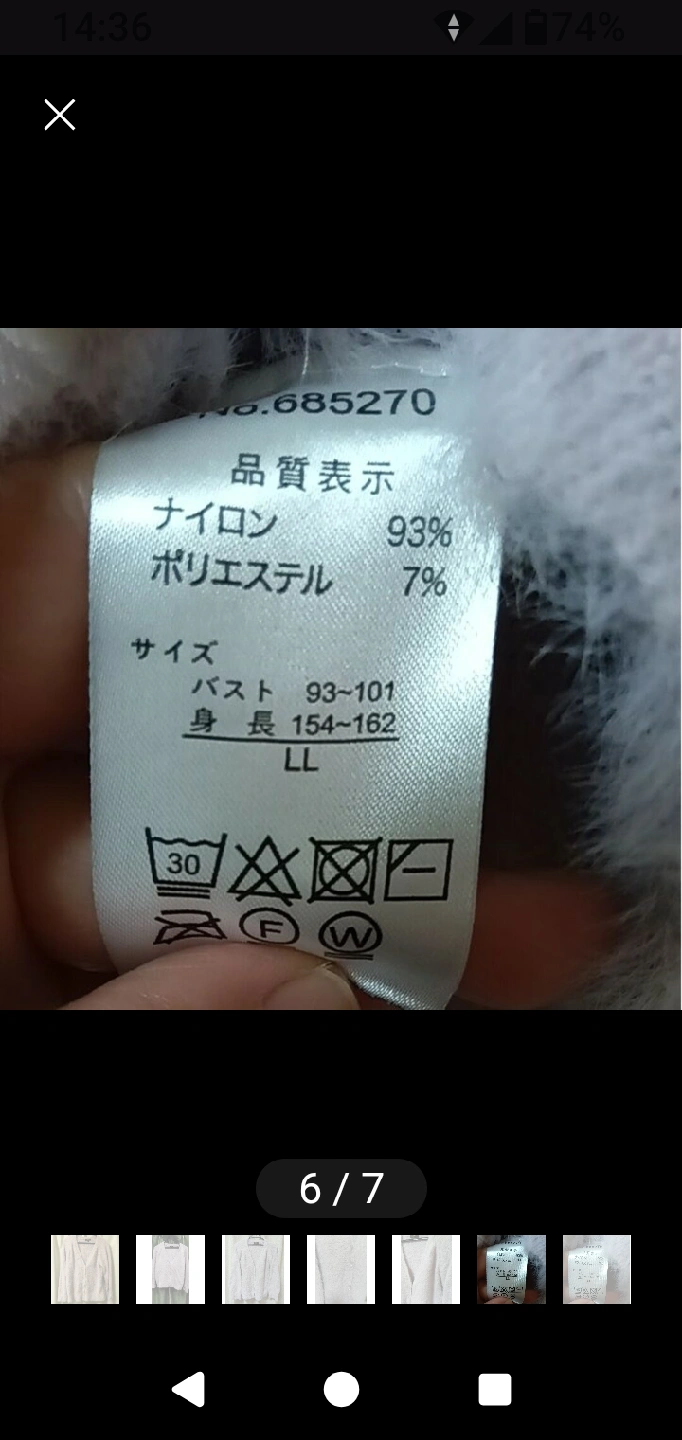 14:36
74%
No.685270
品質表示
ナイロン 93%
ポリエステル 7%
サイズ
バスト 93~101
身 長 154~162
LL
30
F
W
6 / 7